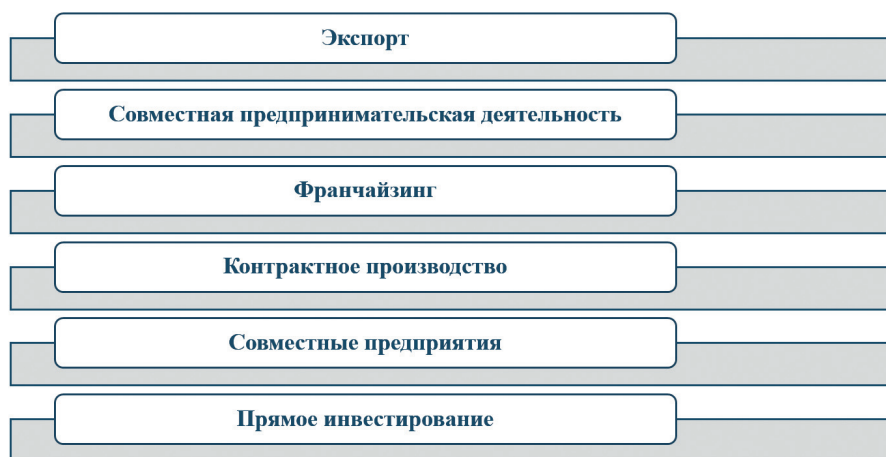 Экспорт
Совместная предпринимательская деятельность
Франчайзинг
Контрактное производство
Совместные предприятия
Прямое инвестирование